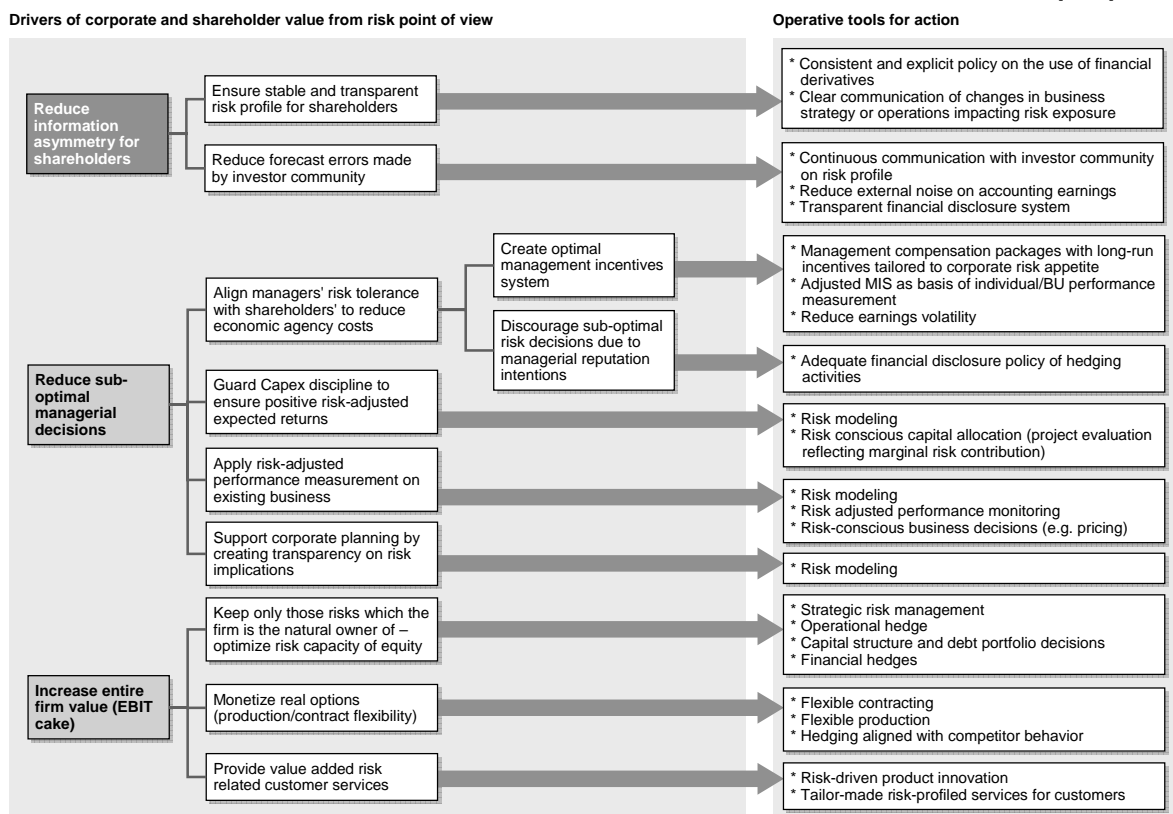 Drivers of corporate and shareholder value from risk point of view
Operative tools for action
Reduce
information
asymmetry for
shareholders
Ensure stable and transparent
risk profile for shareholders
* Consistent and explicit policy on the use of financial
derivatives
* Clear communication of changes in business
strategy or operations impacting risk exposure
Reduce forecast errors made
by investor community
* Continuous communication with investor community
on risk profile
* Reduce external noise on accounting earnings
* Transparent financial disclosure system
Reduce sub-
optimal
managerial
decisions
Align managers' risk tolerance
with shareholders' to reduce
economic agency costs
Create optimal
management incentives
system
* Management compensation packages with long-run
incentives tailored to corporate risk appetite
* Adjusted MIS as basis of individual/BU performance
measurement
* Reduce earnings volatility
Discourage sub-optimal
risk decisions due to
managerial reputation
intentions
* Adequate financial disclosure policy of hedging
activities
Guard Capex discipline to
ensure positive risk-adjusted
expected returns
* Risk modeling
* Risk conscious capital allocation (project evaluation
reflecting marginal risk contribution)
Apply risk-adjusted
performance measurement on
existing business
* Risk modeling
* Risk adjusted performance monitoring
* Risk-conscious business decisions (e.g. pricing)
Support corporate planning by
creating transparency on risk
implications
* Risk modeling
Increase entire
firm value (EBIT
cake)
Keep only those risks which the
firm is the natural owner of –
optimize risk capacity of equity
* Strategic risk management
* Operational hedge
* Capital structure and debt portfolio decisions
* Financial hedges
Monetize real options
(production/contract flexibility)
* Flexible contracting
* Flexible production
* Hedging aligned with competitor behavior
Provide value added risk
related customer services
* Risk-driven product innovation
* Tailor-made risk-profiled services for customers